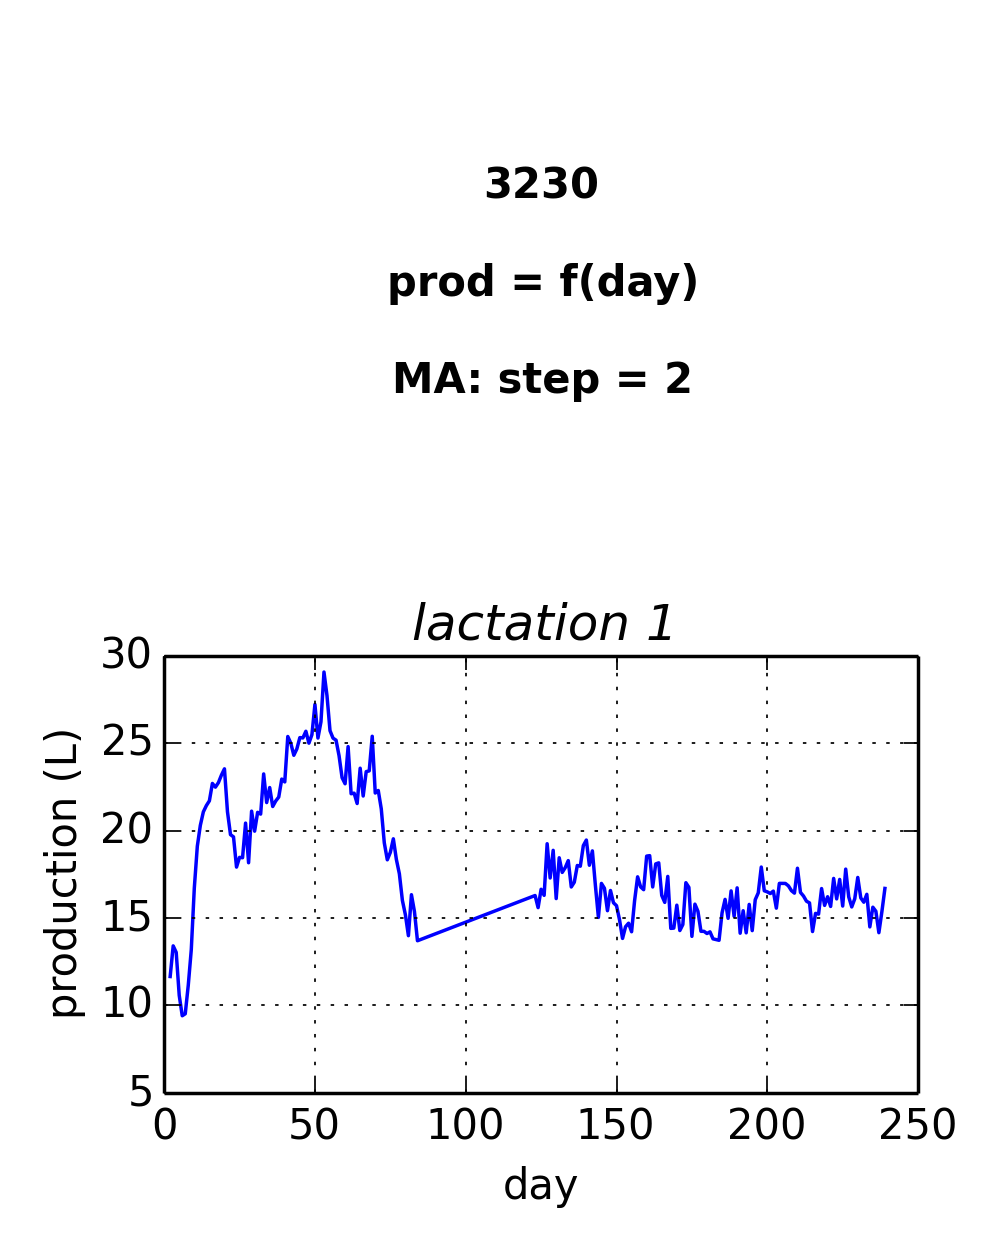 3230
prod = f(day)
MA: step = 2
lactation 1
production (L)
30
25
20
15
10
5
0 50 100 150 200 250
day